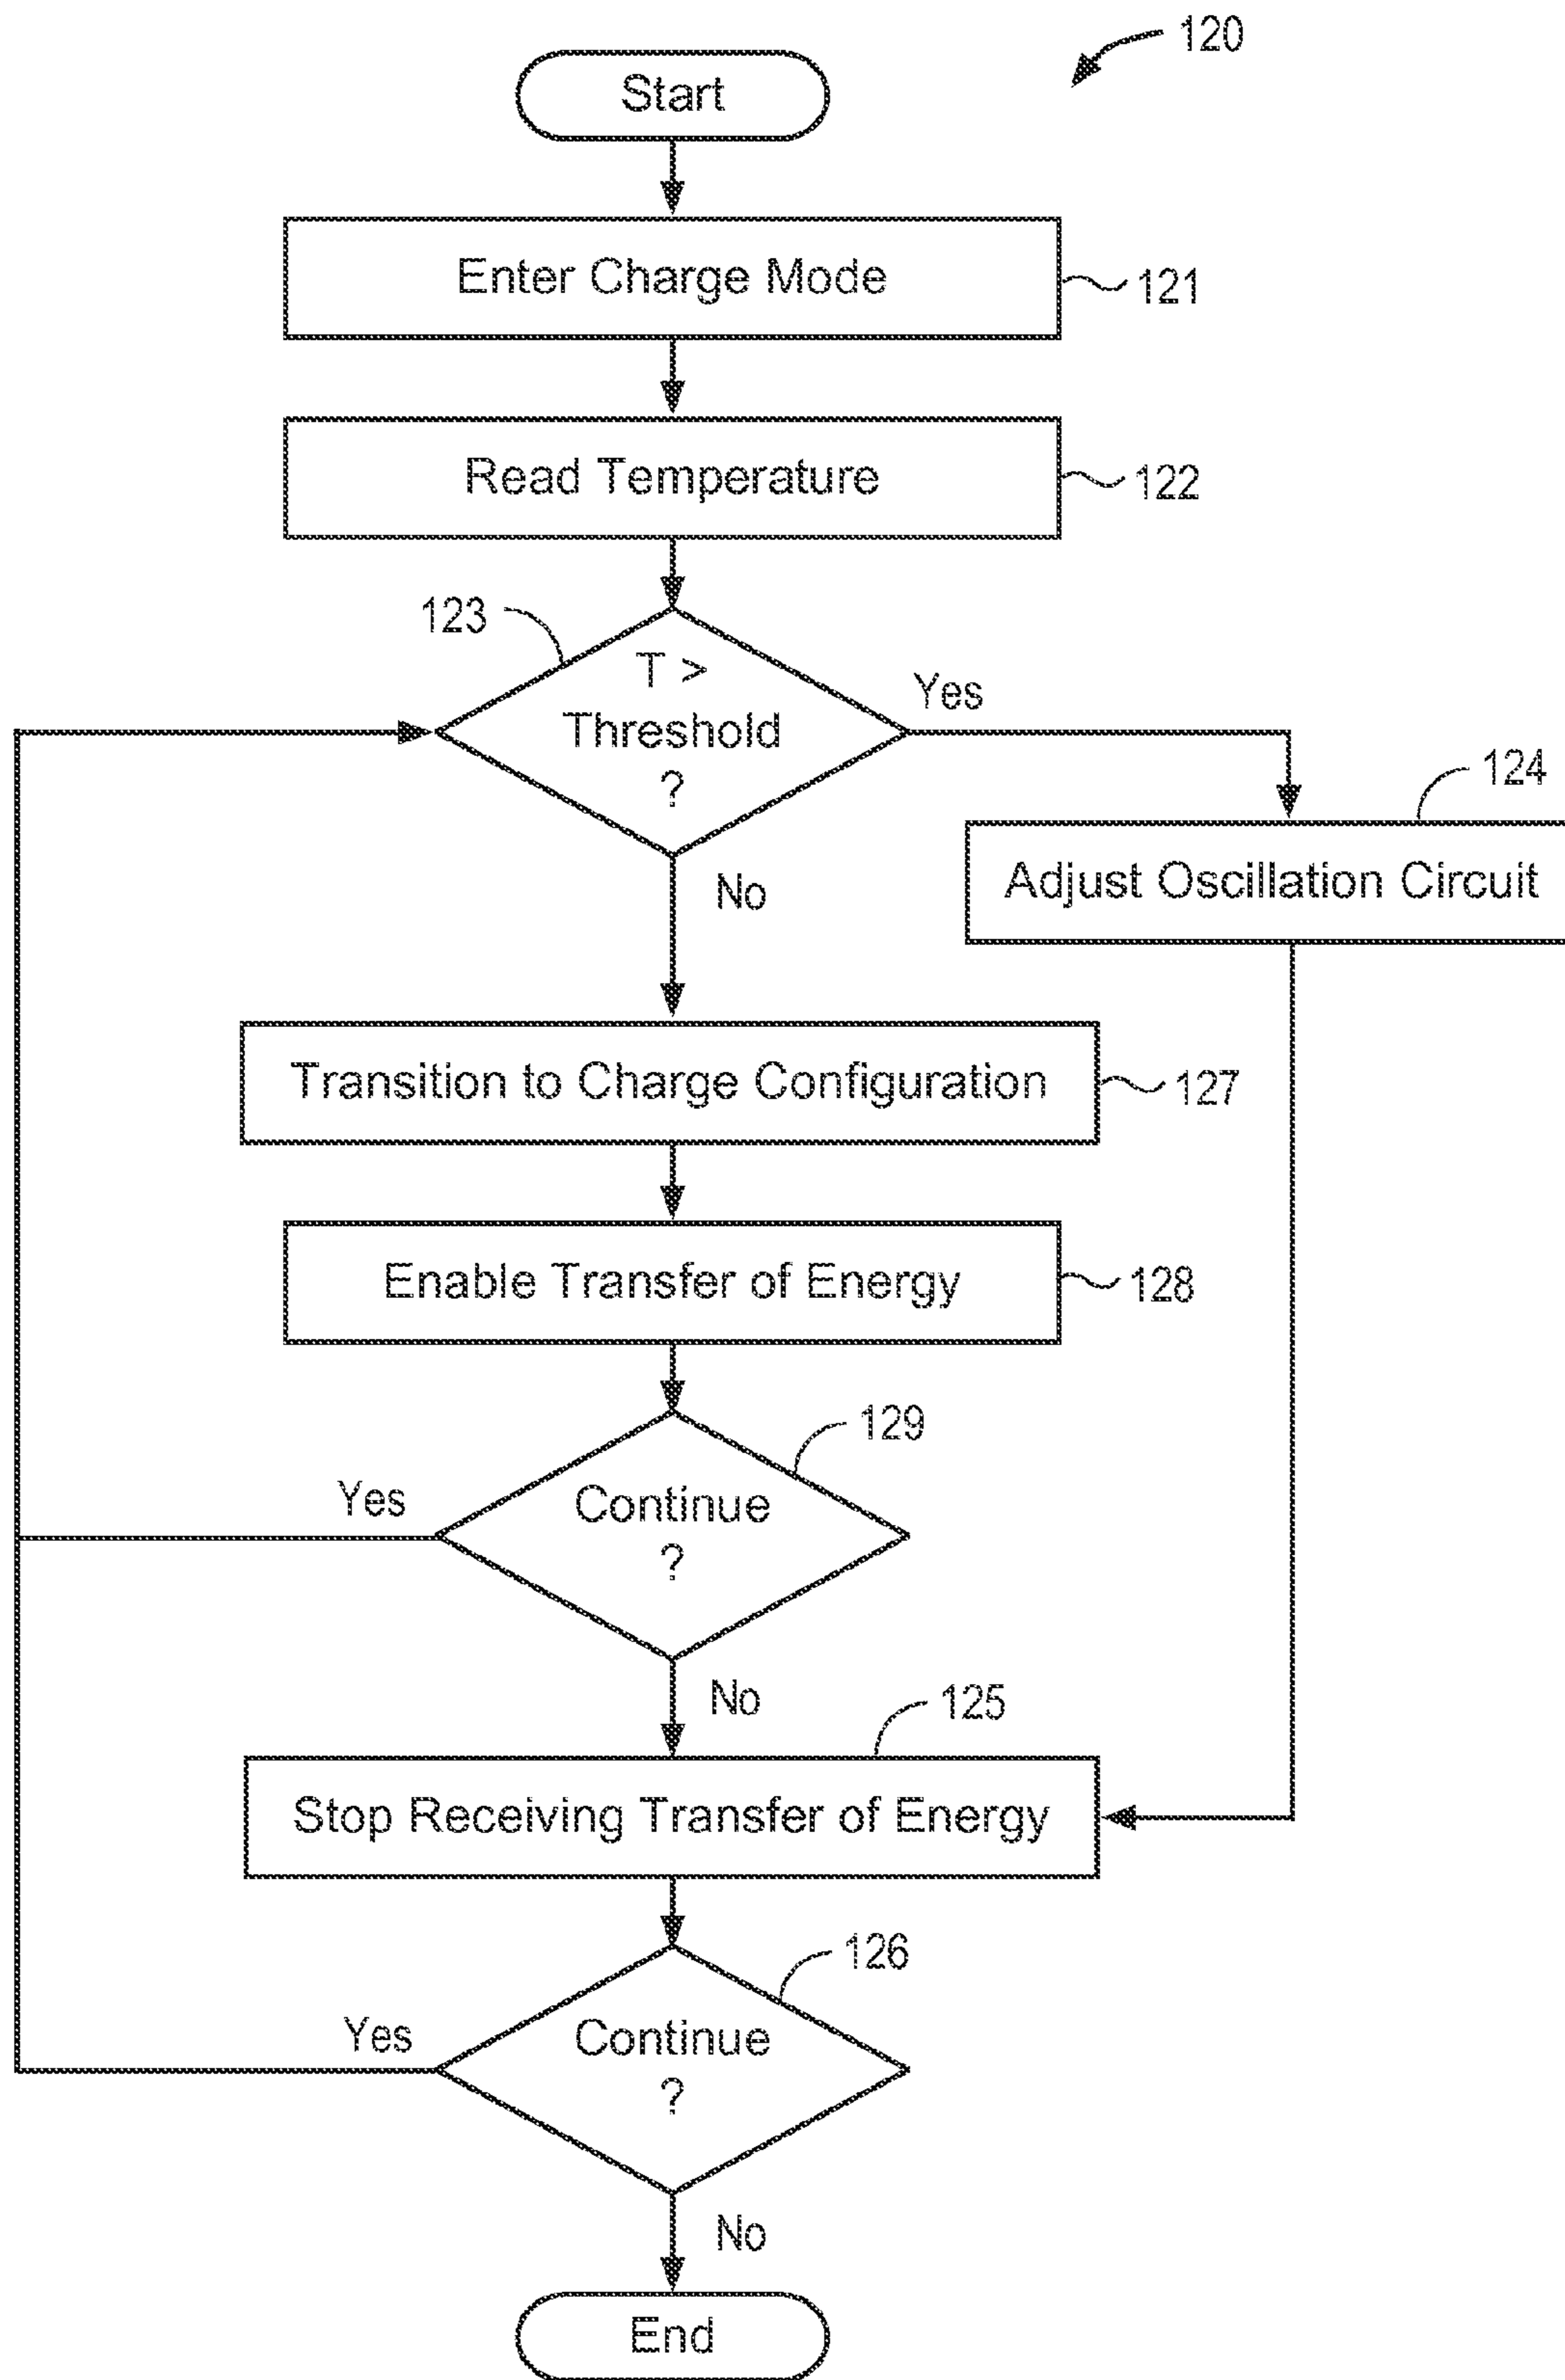 120
Start
Enter Charge Mode
121
Read Temperature
122
123
T >
Threshold
?
Yes
No
124
Adjust Oscillation Circuit
Transition to Charge Configuration
127
Enable Transfer of Energy
128
129
Continue
?
Yes
No
125
Stop Receiving Transfer of Energy
126
Continue
?
Yes
No
End